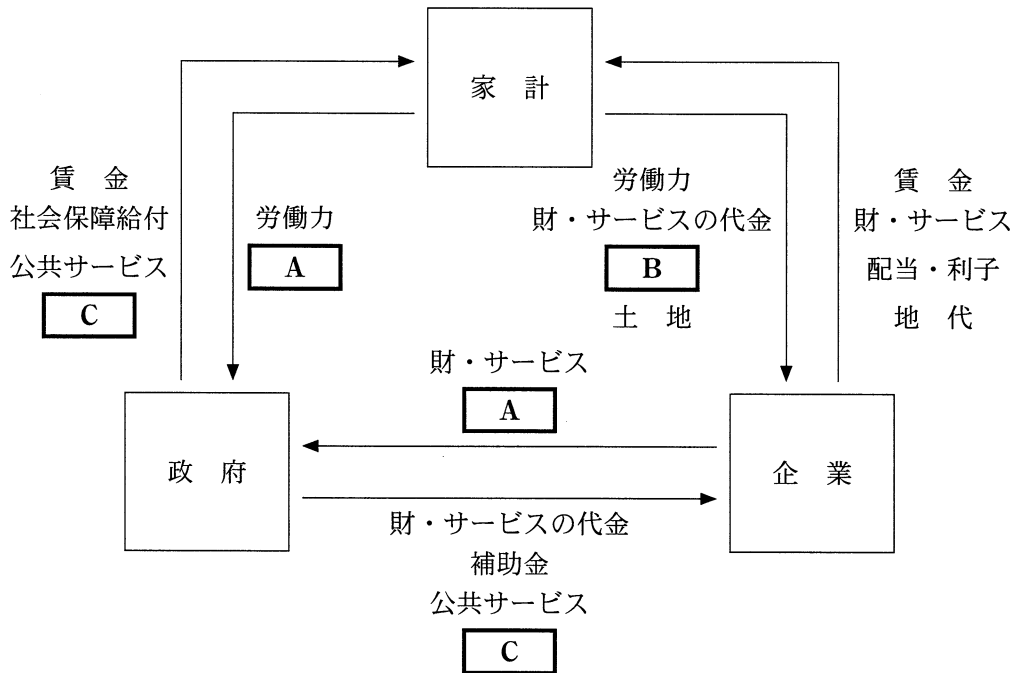 家 計
賃 金
社会保障給付
公共サービス
C
労働力
A
労働力
財・サービスの代金
B
土 地
賃 金
財・サービス
配当・利子
地 代
財・サービス
A
政 府
企 業
財・サービスの代金
補助金
公共サービス
C